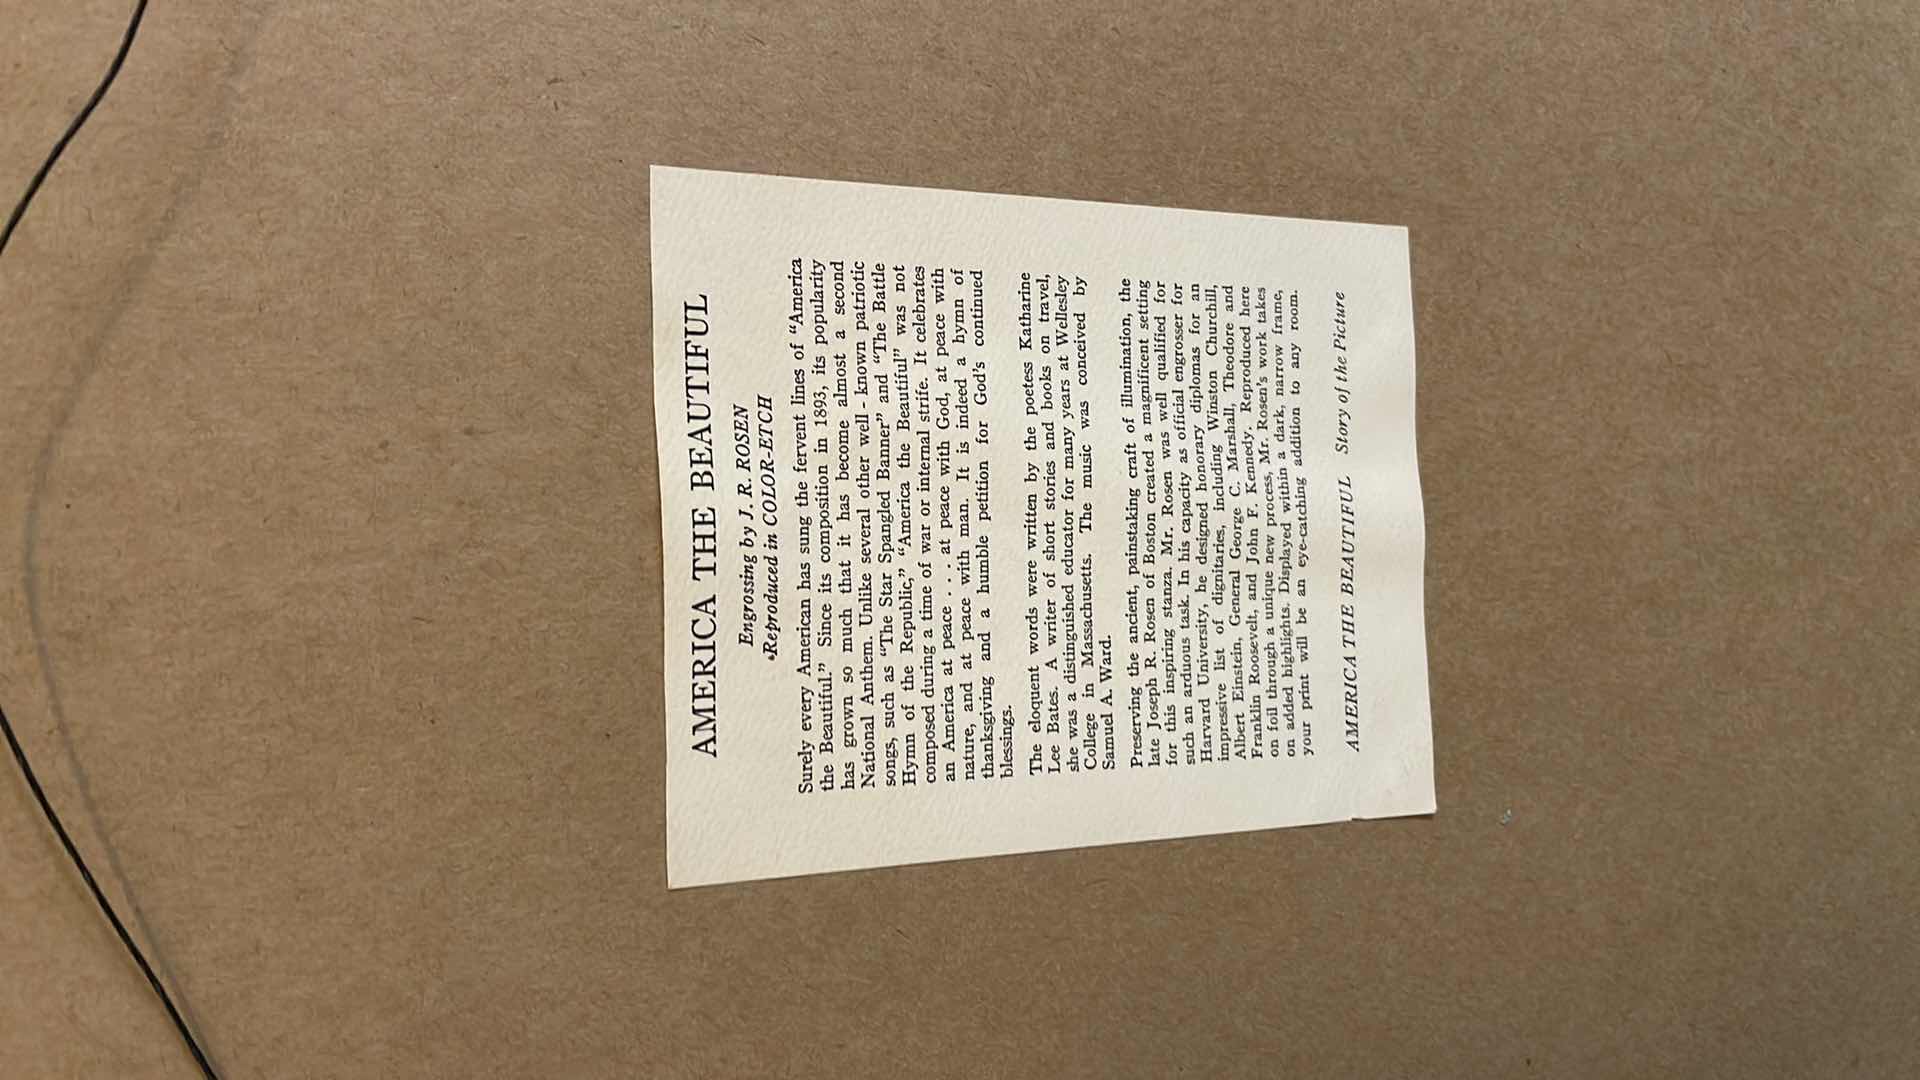 AMERICA THE BEAUTIFUL
Engrossing by J. R. ROSEN
Reproduced in COLOR-ETCH
Surely every American has sung the fervent lines of “America
the Beautiful.” Since its composition in 1893, its popularity
has grown so much that it has become almost a second
National Anthem. Unlike several other well - known patriotic
songs, such as “The Star Spangled Banner” and “The Battle
Hymn of the Republic,” “America the Beautiful” was not
composed during a time of war or internal strife. It celebrates
an America at peace . . . at peace with God, at peace with
nature, and at peace with man. It is indeed a hymn of
thanksgiving and a humble petition for God's continued
blessings.
The eloquent words were written by the poetess Katharine
Lee Bates. A writer of short stories and books on travel,
she was a distinguished educator for many years at Wellesley
College in Massachusetts. The music was conceived by
Samuel A. Ward.
Preserving the ancient, painstaking craft of illumination, the
late Joseph R. Rosen of Boston created a magnificent setting
for this inspiring stanza. Mr. Rosen was well qualified for
such an arduous task. In his capacity as official engrosser for
Harvard University, he designed honorary diplomas for an
impressive list of dignitaries, including Winston Churchill,
Albert Einstein, General George C. Marshall, Theodore and
Franklin Roosevelt, and John F. Kennedy. Reproduced here
on foil through a unique new process, Mr. Rosen's work takes
on added highlights. Displayed within a dark, narrow frame,
your print will be an eye-catching addition to any room.
AMERICA THE BEAUTIFUL Story of the Picture